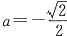 a = −√2/2